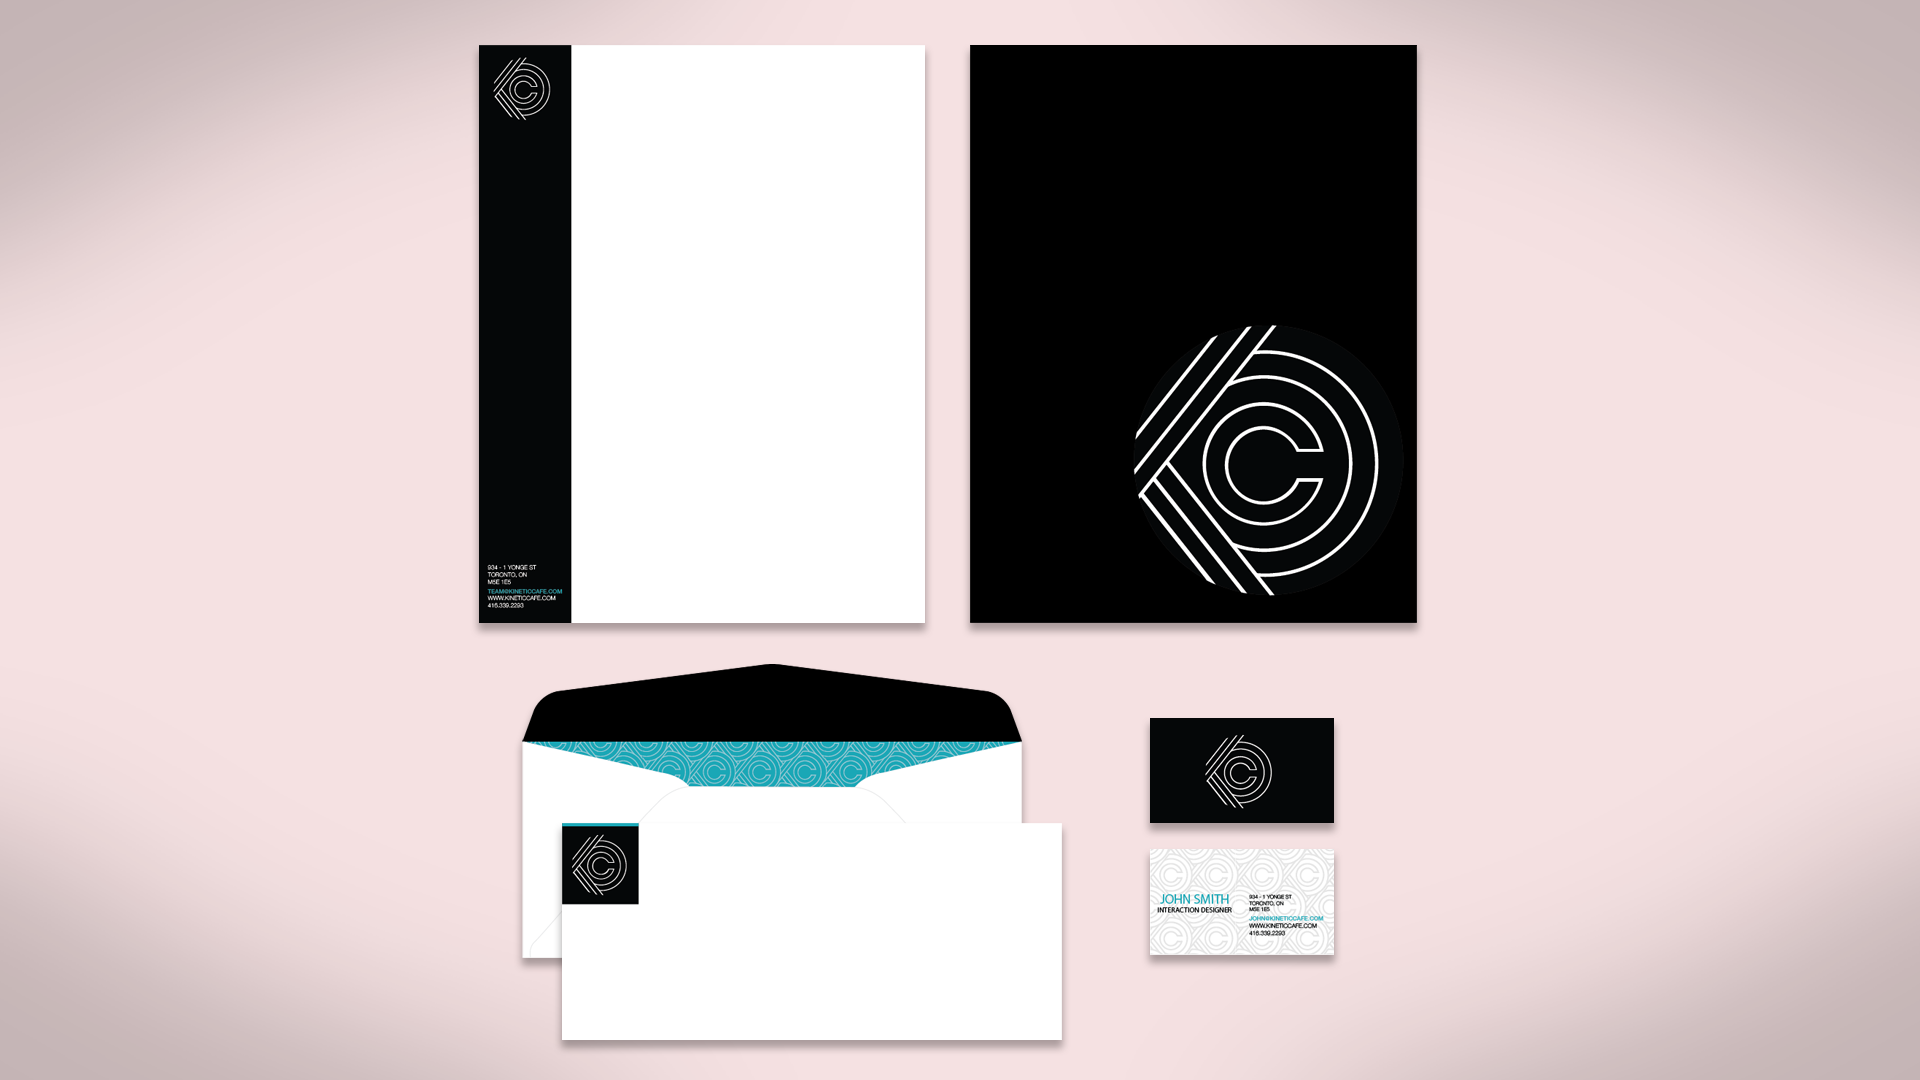 934 - 1 YONGE ST
TORONTO, ON
M5E 1E5
TEAM@KINETICCAFE.COM
WWW.KINETICCAFE.COM
416.339.2293
JOHN SMITH
INTERACTION DESIGNER
934 - 1 YONGE ST
TORONTO, ON
M5E 1E5
JOHN@KINETICCAFE.COM
WWW.KINETICCAFE.COM
416.339.2293